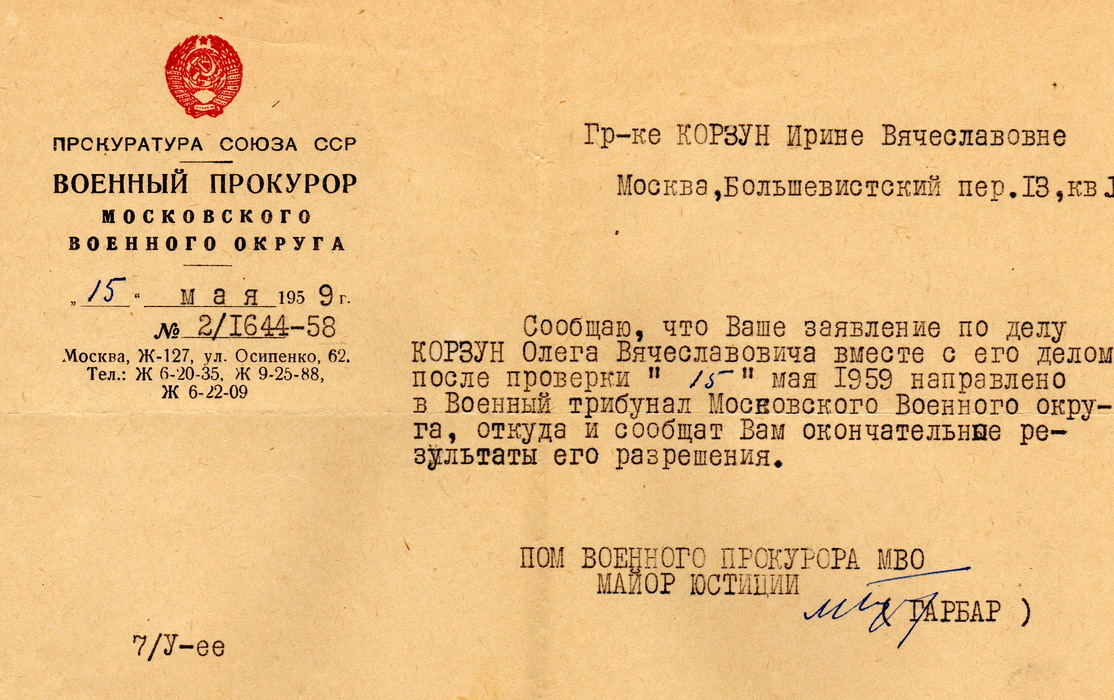 ПРОКУРАТУРА СОЮЗА ССР
ВОЕННЫЙ ПРОКУРОР
МОСКОВСКОГО
ВОЕННОГО ОКРУГА
„ 15 “ мая 1959 г.
№ 2/I644-58
Москва, Ж-127, ул. Осипенко, 62.
Тел.: Ж 6-20-35, Ж 9-25-88,
Ж 6-22-09
Гр-ке КОРЗУН Ирине Вячеславовне
Москва,Большевистский пер.I3,кв
Сообщаю, что Ваше заявление по делу
КОРЗУН Олега Вячеславовича вместе с его делом
после проверки " 15 " мая I959 направлено
в Военный трибунал Московского Военного окру-
га, откуда и сообщат Вам окончательные ре-
зультаты его разрешения.
ПОМ ВОЕННОГО ПРОКУРОРА МВО
МАЙОР ЮСТИЦИИ
( ГАРБАР )
7/У-ее